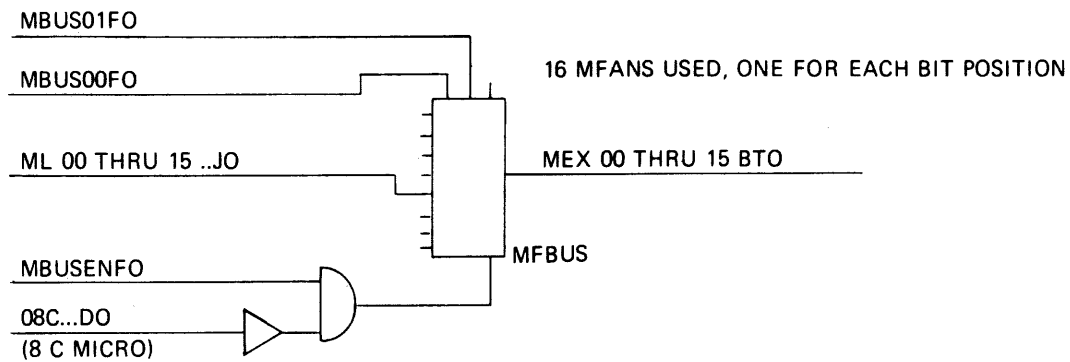 MBUS01FO
MBUS00FO
16 MFANS USED, ONE FOR EACH BIT POSITION
ML 00 THRU 15 ..JO
MEX 00 THRU 15 BTO
MFBUS
MBUSENFO
08C...DO
(8 C MICRO)